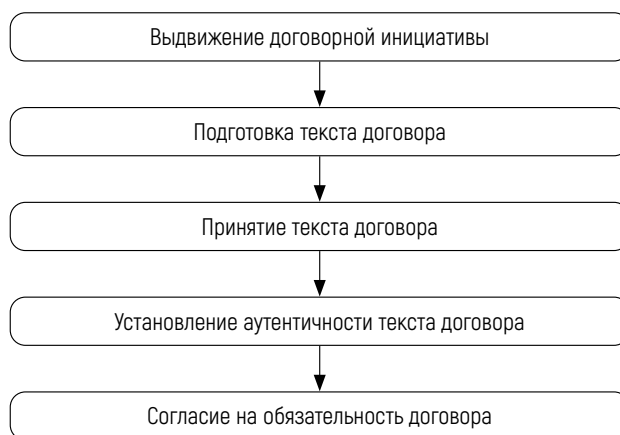 Выдвижение договорной инициативы
Подготовка текста договора
Принятие текста договора
Установление аутентичности текста договора
Согласие на обязательность договора